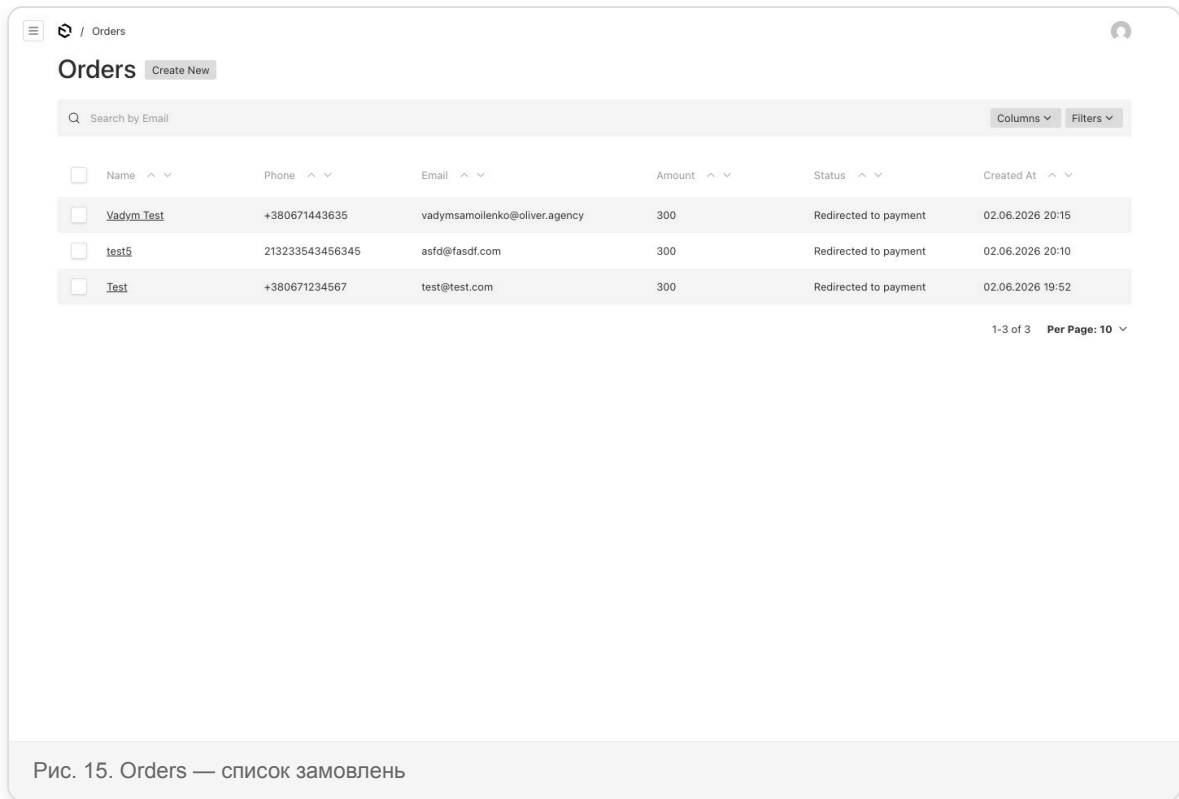 / Orders
Orders Create New
Search by Email Columns Filters
Name Phone Email Amount Status Created At
Vadym Test +380671443635 vadymsamoilenko@oliver.agency 300 Redirected to payment 02.06.2026 20:15
test5 213233543456345 asfd@fasdf.com 300 Redirected to payment 02.06.2026 20:10
Test +380671234567 test@test.com 300 Redirected to payment 02.06.2026 19:52
1-3 of 3 Per Page: 10
Рис. 15. Orders — список замовлень